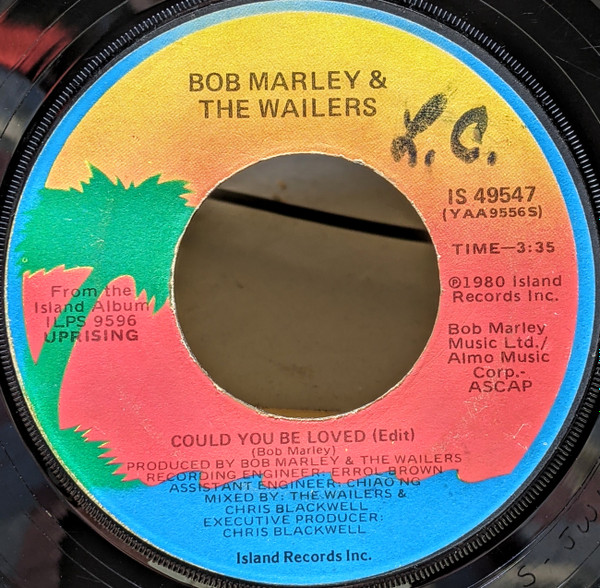 BOB MARLEY &
THE WAILERS
L.C.
IS 49547
(YAA9556S)
TIME—3:35
℗1980 Island
Records Inc.
Bob Marley
Music Ltd./
Almo Music
Corp.-
ASCAP
From the
Island Album
ILPS 9596
UPRISING
COULD YOU BE LOVED (Edit)
(Bob Marley)
PRODUCED BY BOB MARLEY & THE WAILERS
RECORDING ENGINEER: ERROL BROWN
ASSISTANT ENGINEER: CHIAO NG
MIXED BY: THE WAILERS &
CHRIS BLACKWELL
EXECUTIVE PRODUCER:
CHRIS BLACKWELL
Island Records Inc.